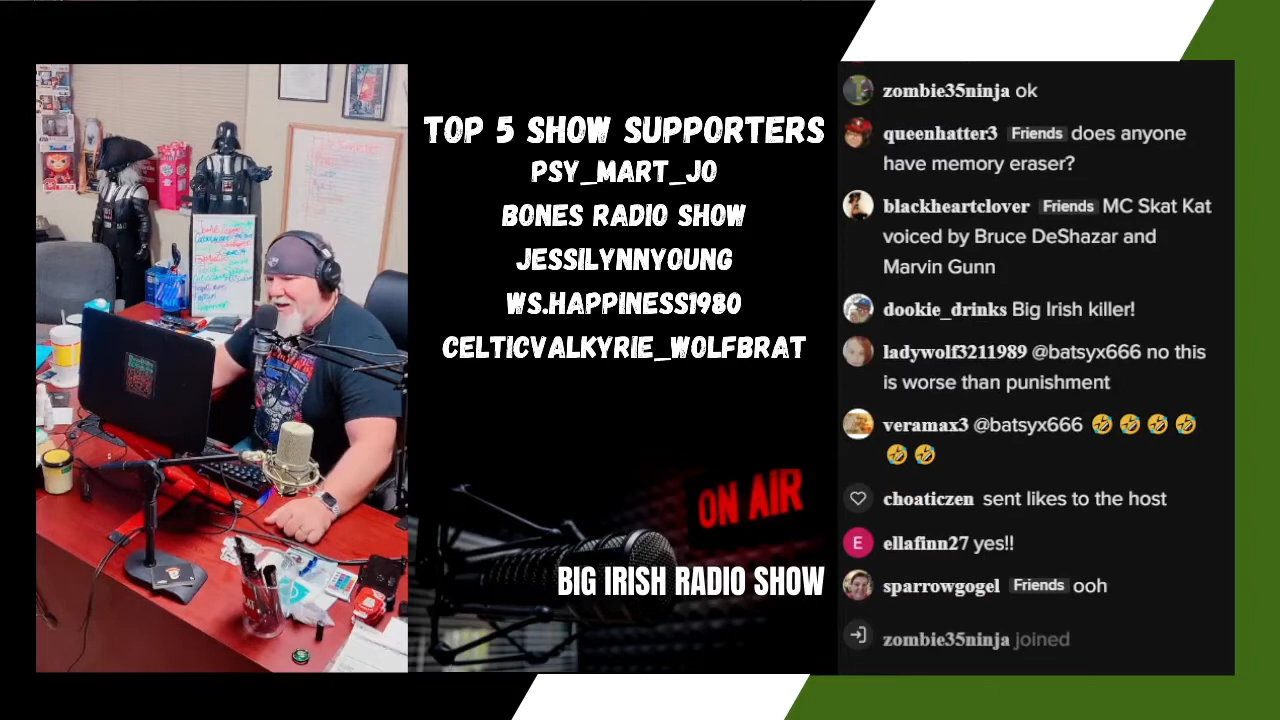 TOP 5 SHOW SUPPORTERS
PSY_MART_JO
BONES RADIO SHOW
JESSILYNNYOUNG
WS.HAPPINESS1980
CELTICVALKYRIE_WOLFBRAT
ON AIR
BIG IRISH RADIO SHOW
zombie35ninja ok
queenhatter3 Friends does anyone
have memory eraser?
blackheartclover Friends MC Skat Kat
voiced by Bruce DeShazar and
Marvin Gunn
dookie_drinks Big Irish killer!
ladywolf3211989 @batsyx666 no this
is worse than punishment
veramax3 @batsyx666 🤣 🤣 🤣 🤣
🤣 🤣
choaticzen sent likes to the host
E ellafinn27 yes!!
sparrowgogel Friends ooh
zombie35ninja joined